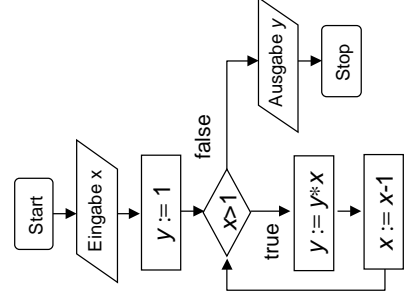 Start
Eingabe x
y := 1
x>1
false
true
y := y* x
x := x-1
Ausgabe y
Stop